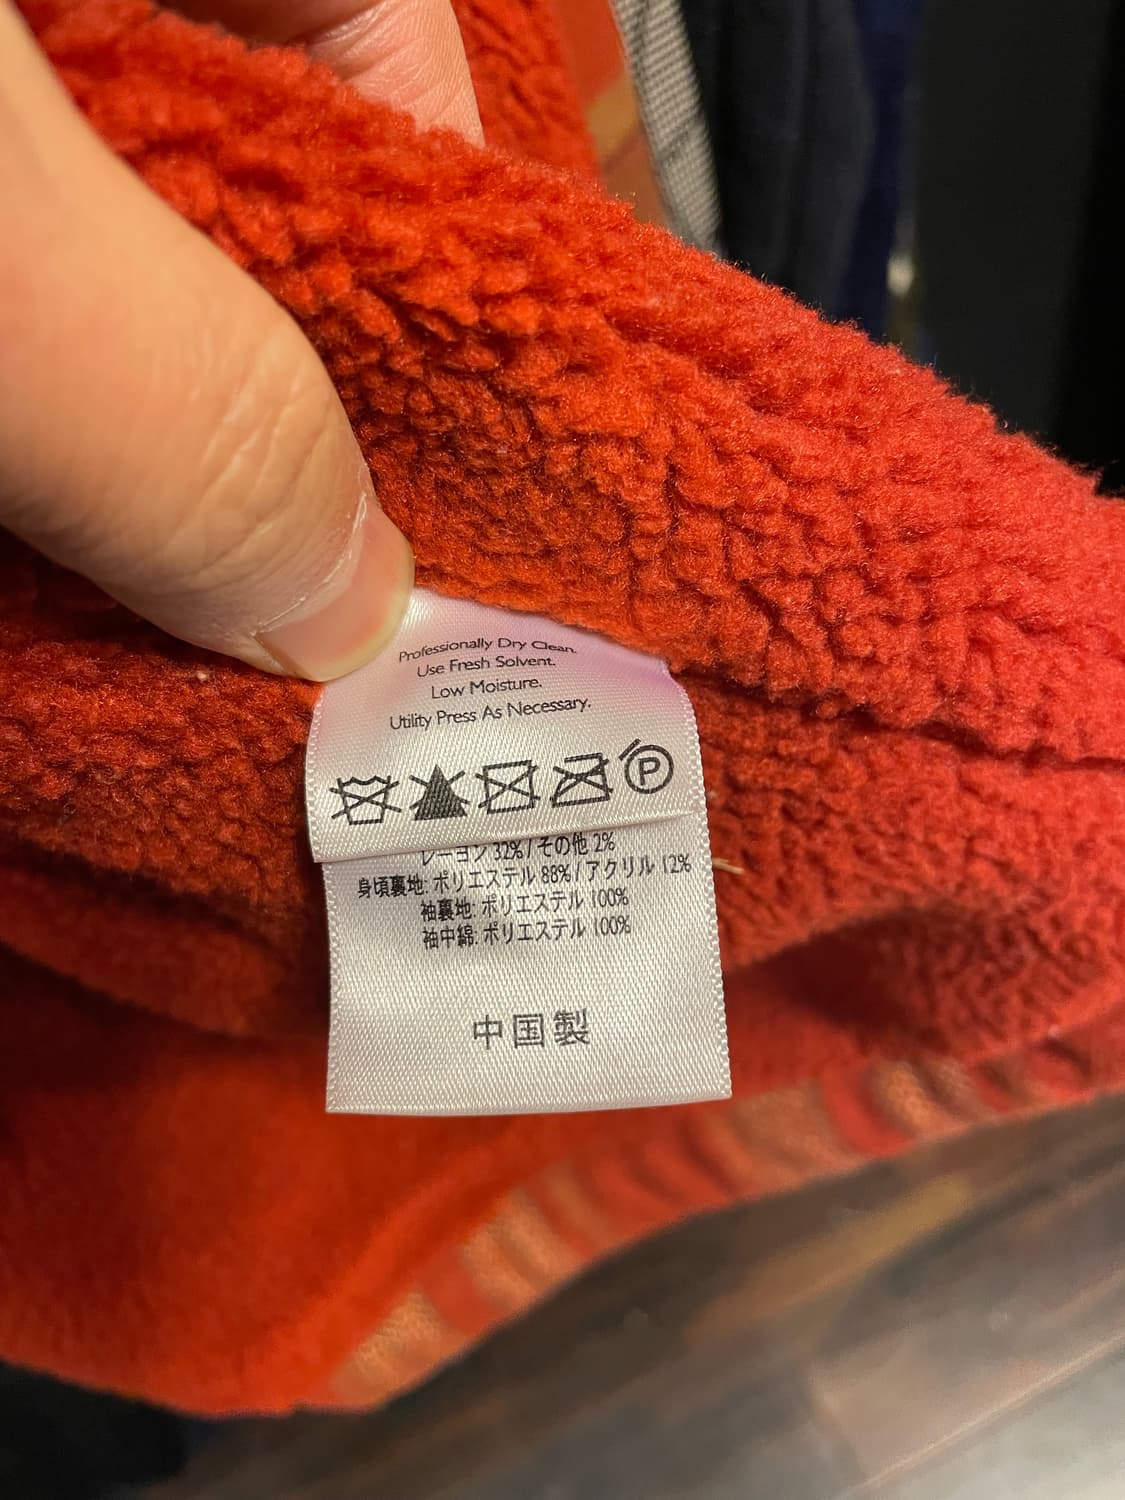 Professionally Dry Clean.
Use Fresh Solvent.
Low Moisture.
Utility Press As Necessary.
P
レーヨン 32% / その他 2%
身頃裏地: ポリエステル 88% / アクリル 12%
袖裏地: ポリエステル 100%
袖中綿: ポリエステル 100%
中国製